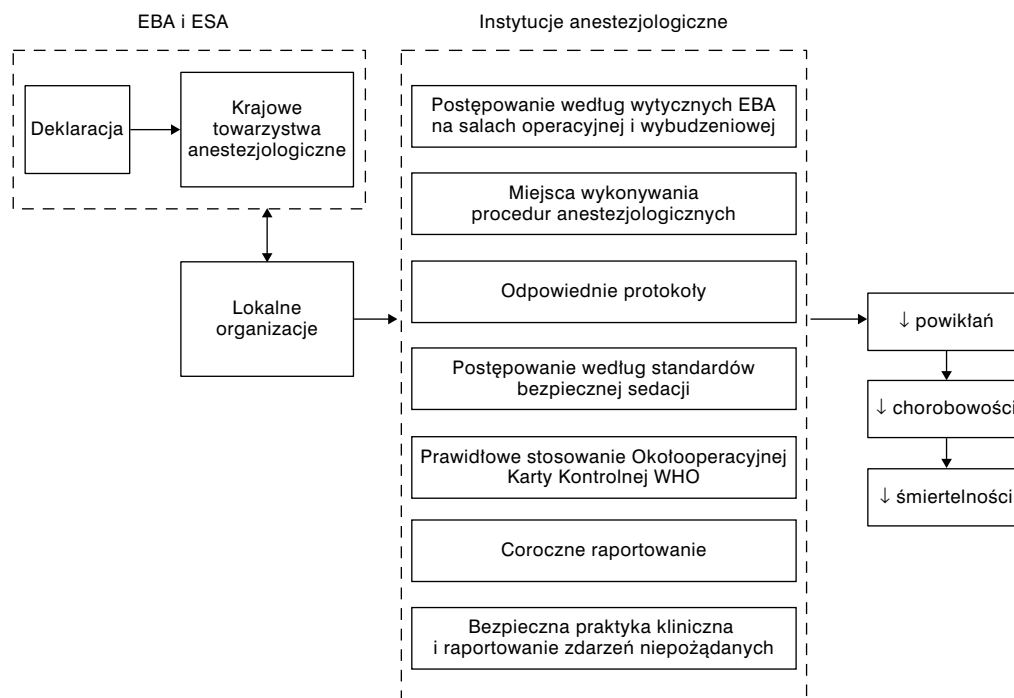 EBA i ESA
Deklaracja
Krajowe
towarzystwa
anestezjologiczne
Lokalne
organizacje
Instytucje anestezjologiczne
Postępowanie według wytycznych EBA
na salach operacyjnej i wybudzeniowej
Miejsca wykonywania
procedur anestezjologicznych
Odpowiednie protokoły
Postępowanie według standardów
bezpiecznej sedacji
Prawidłowe stosowanie Okołooperacyjnej
Karty Kontrolnej WHO
Coroczne raportowanie
Bezpieczna praktyka kliniczna
i raportowanie zdarzeń niepożądanych
↓ powikłań
↓ chorobowości
↓ śmiertelności